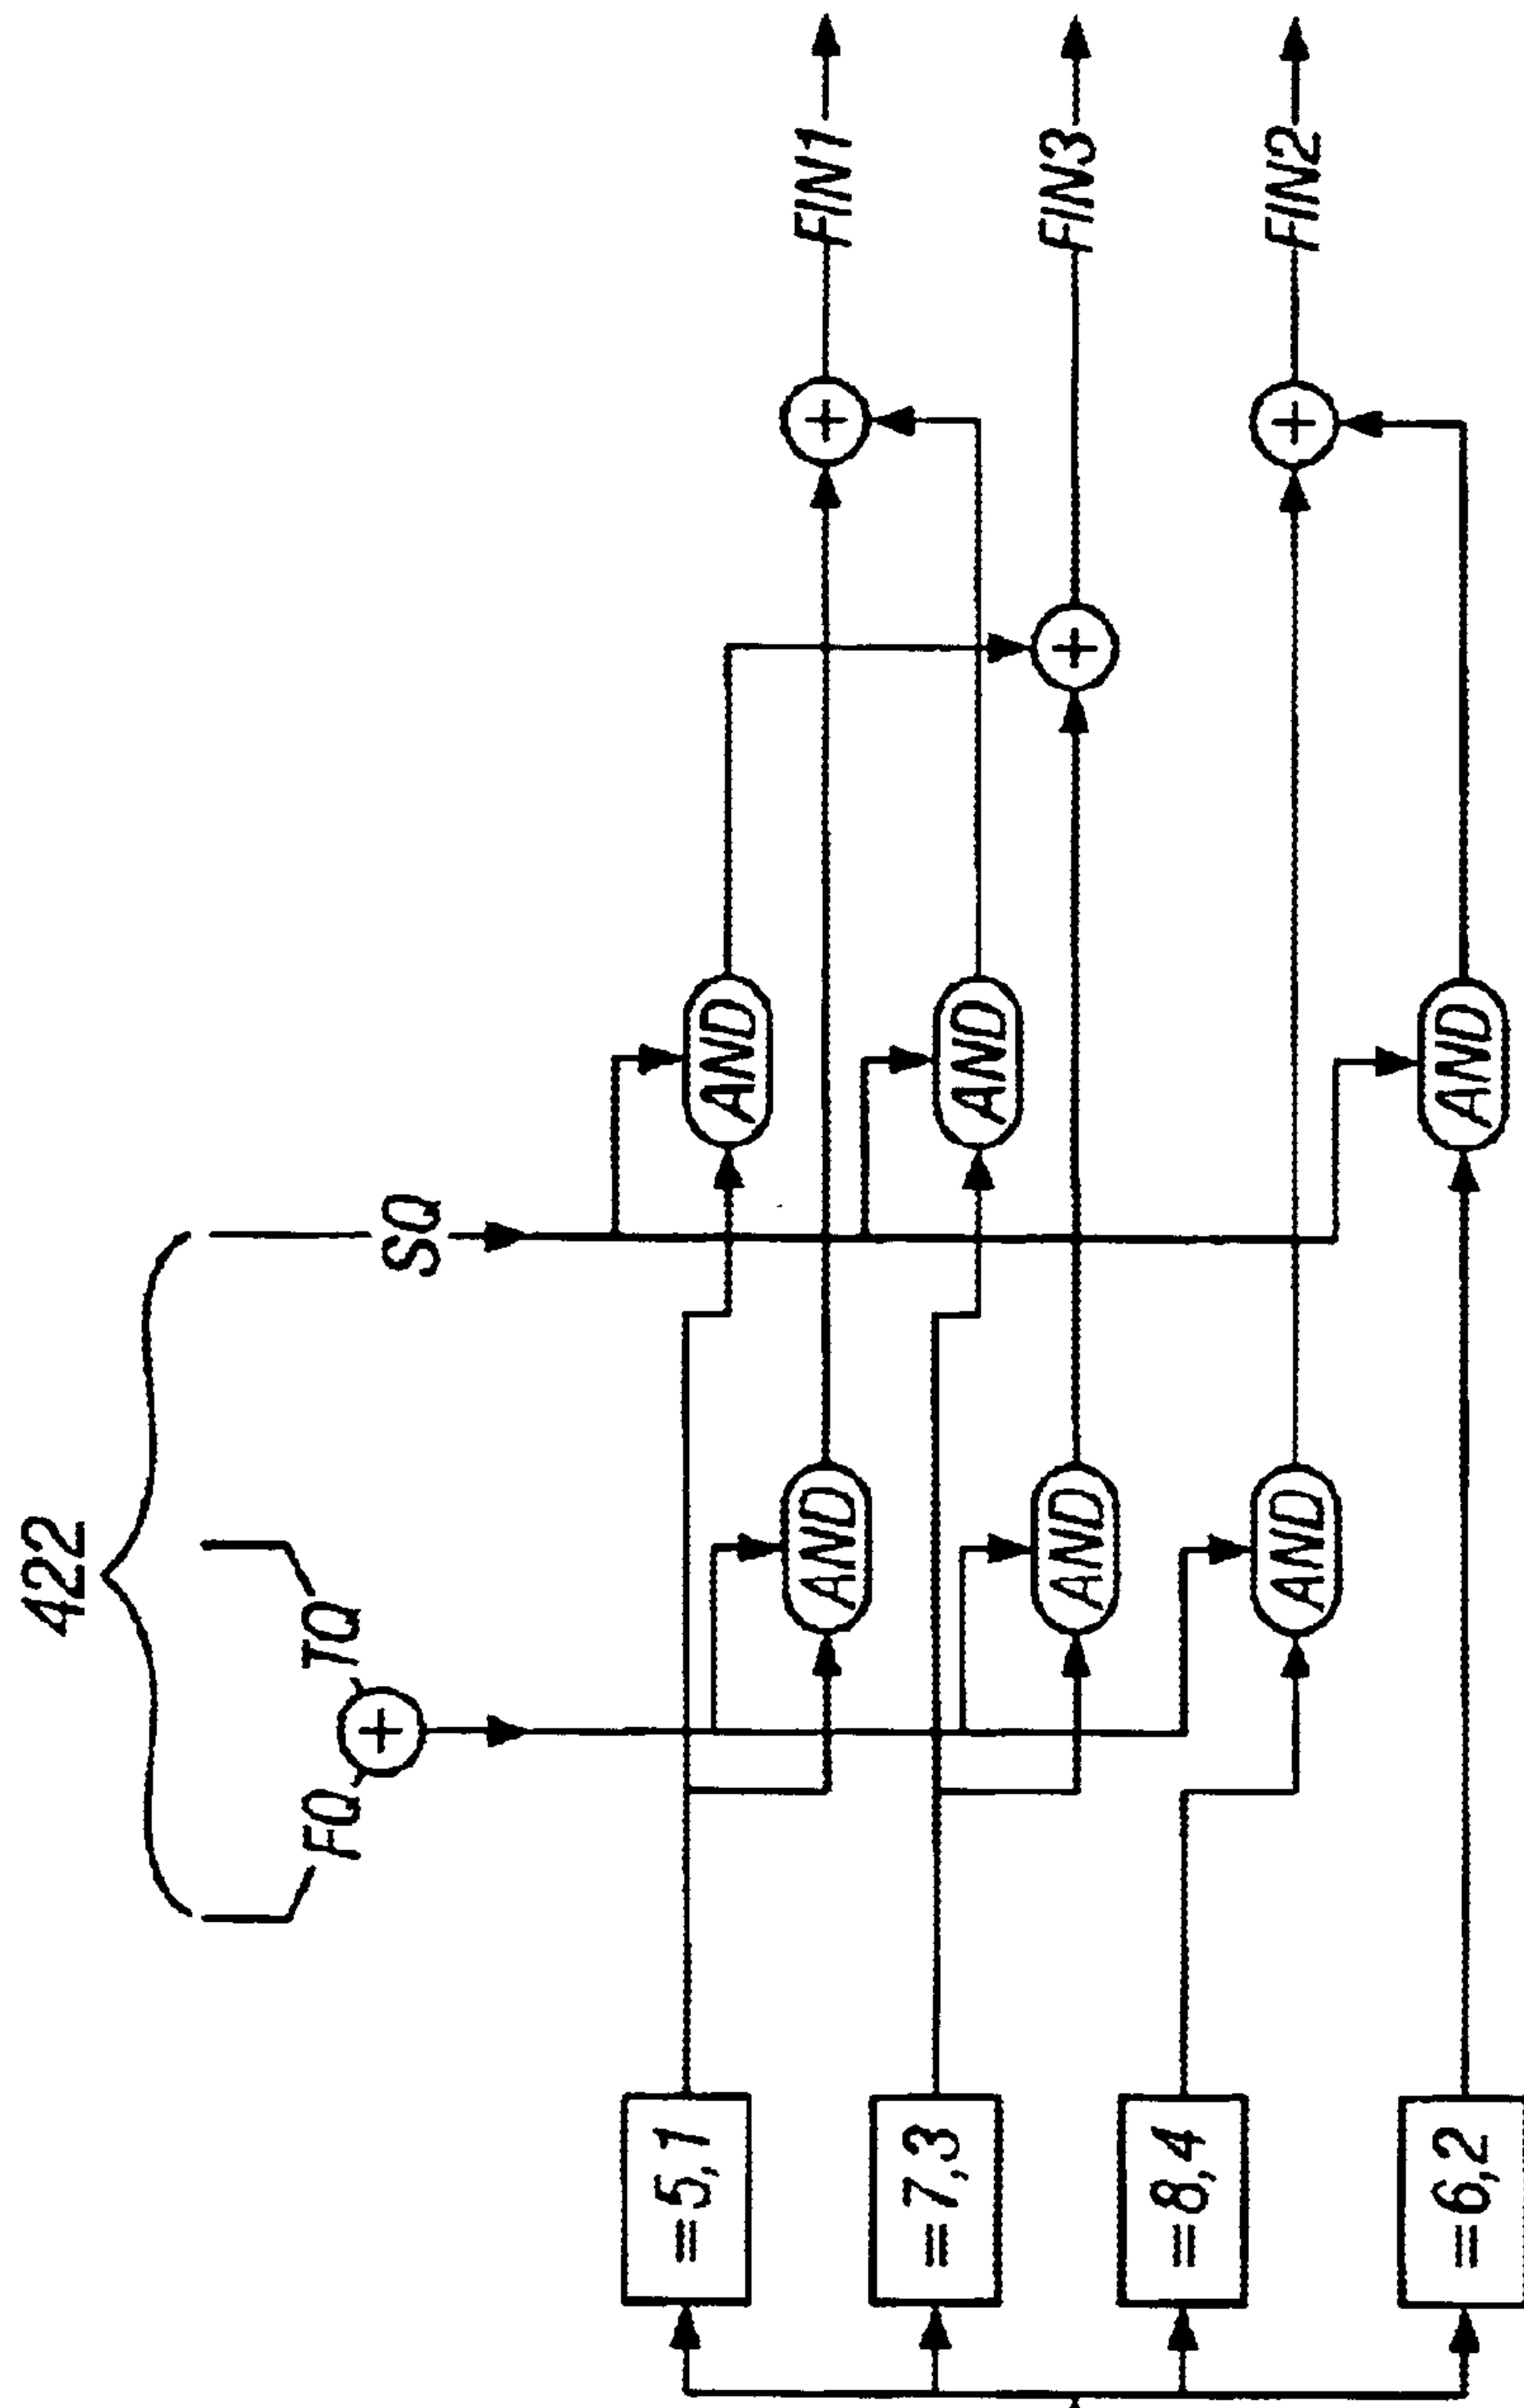 422
FQ
TQ
SQ
=5,1
=7,3
=8,4
=6,2
AND
AND
AND
AND
AND
AND
+
+
+
+
FIN1
FIN3
FIN2